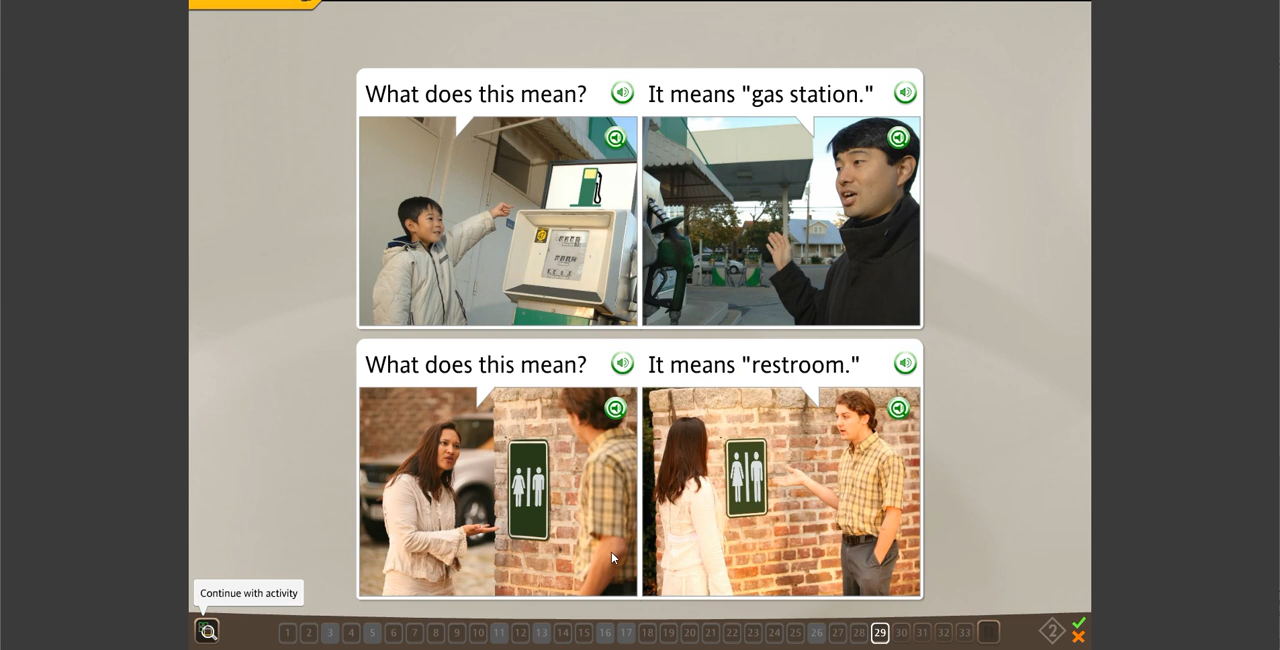 What does this mean?
It means "gas station."
What does this mean?
It means "restroom."
Continue with activity
1 2 3 4 5 6 7 8 9 10 11 12 13 14 15 16 17 18 19 20 21 22 23 24 25 26 27 28 29 30 31 32 33
2